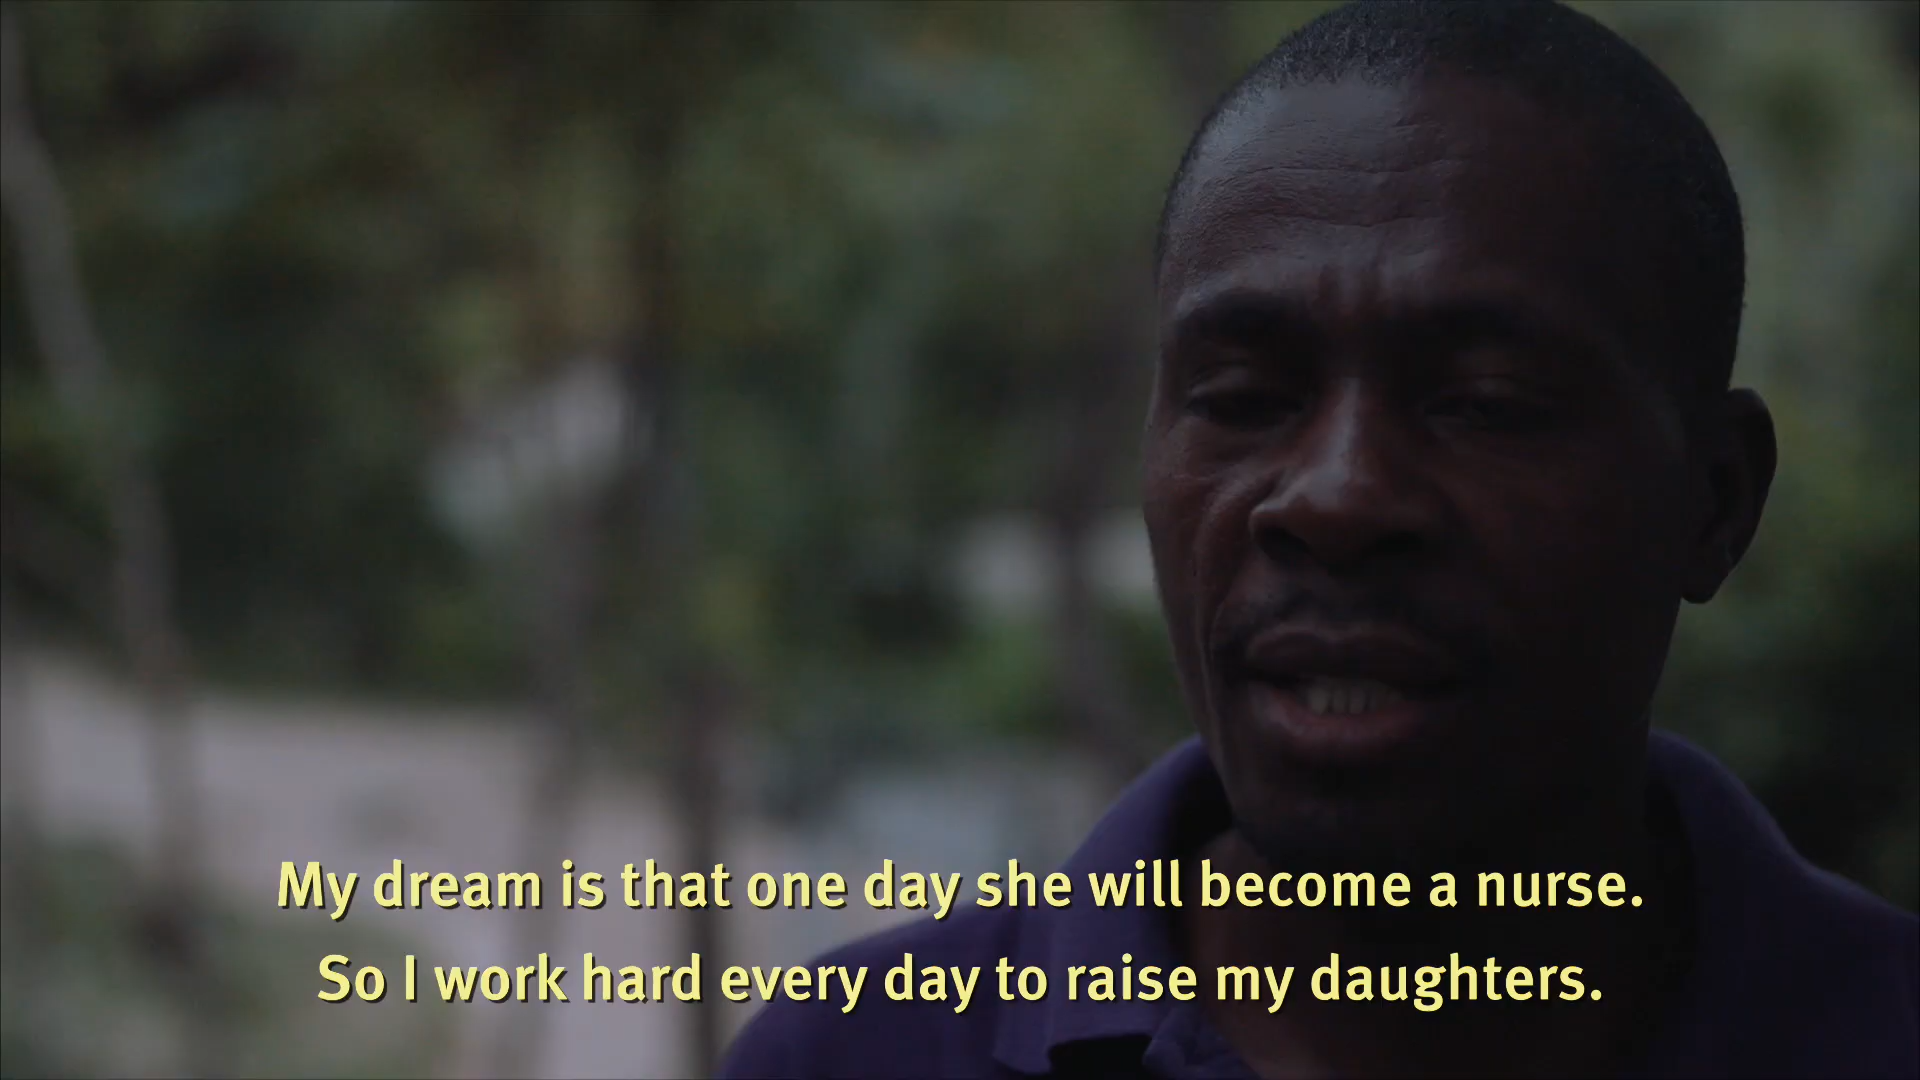 My dream is that one day she will become a nurse.
So I work hard every day to raise my daughters.